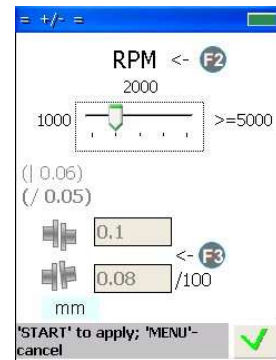 = +/- =
RPM <- F2
2000
1000 >=5000
(| 0.06)
(/ 0.05)
0.1
<- F3
0.08 /100
mm
'START' to apply; 'MENU'-
cancel